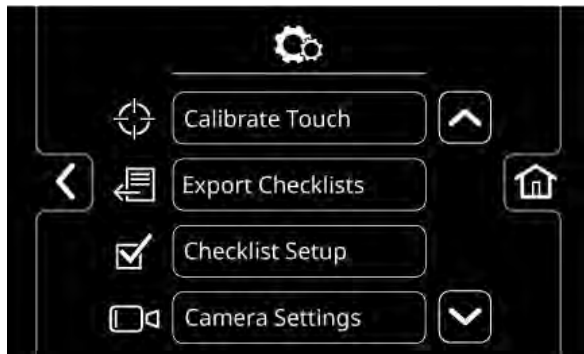 Calibrate Touch
Export Checklists
Checklist Setup
Camera Settings